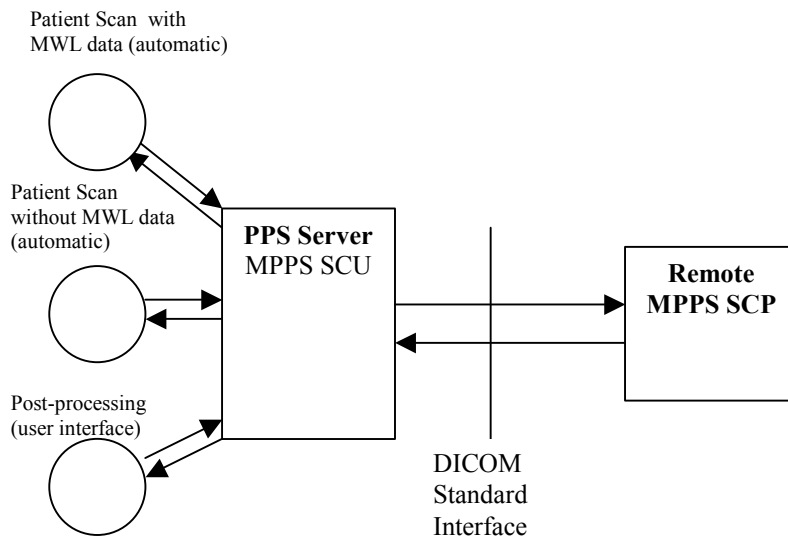 Patient Scan with
MWL data (automatic)
Patient Scan
without MWL data
(automatic)
PPS Server
MPPS SCU
Remote
MPPS SCP
Post-processing
(user interface)
DICOM
Standard
Interface